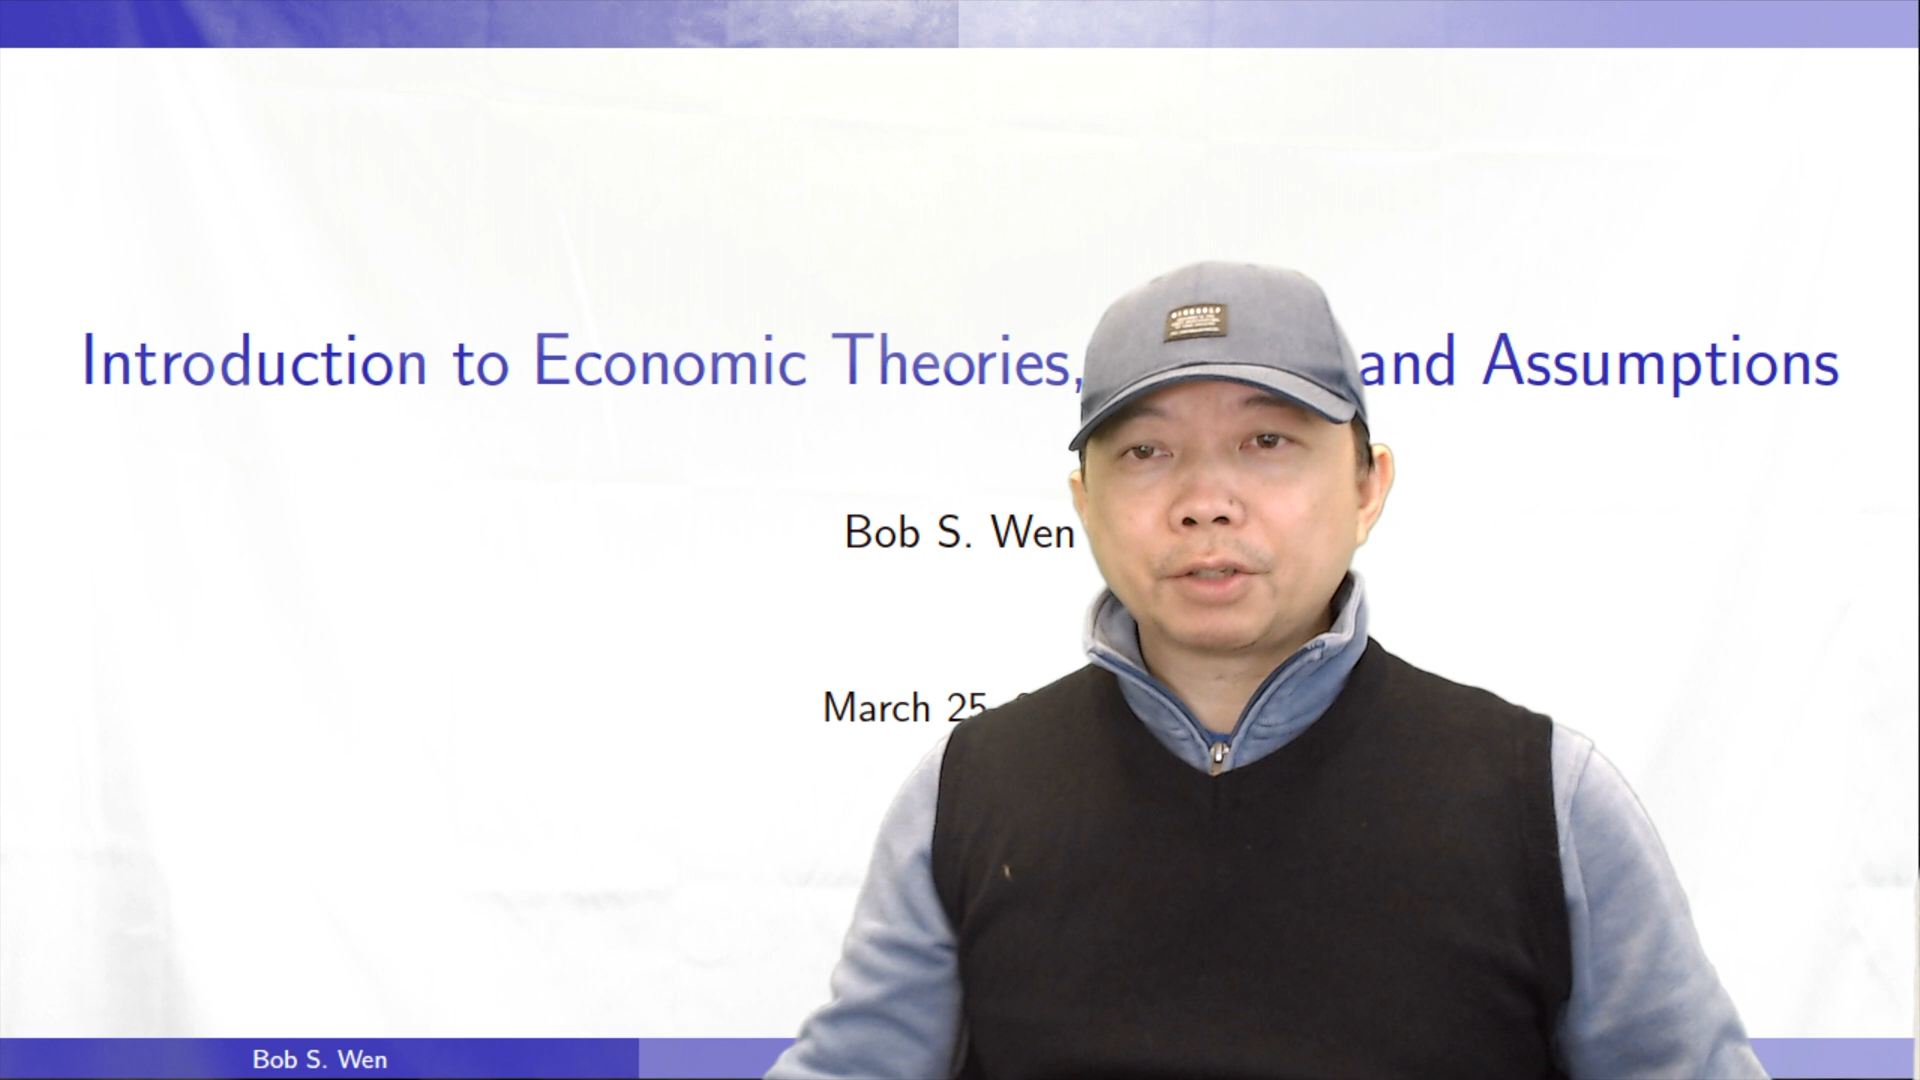 Introduction to Economic Theories, and Assumptions
Bob S. Wen
March 25
Bob S. Wen